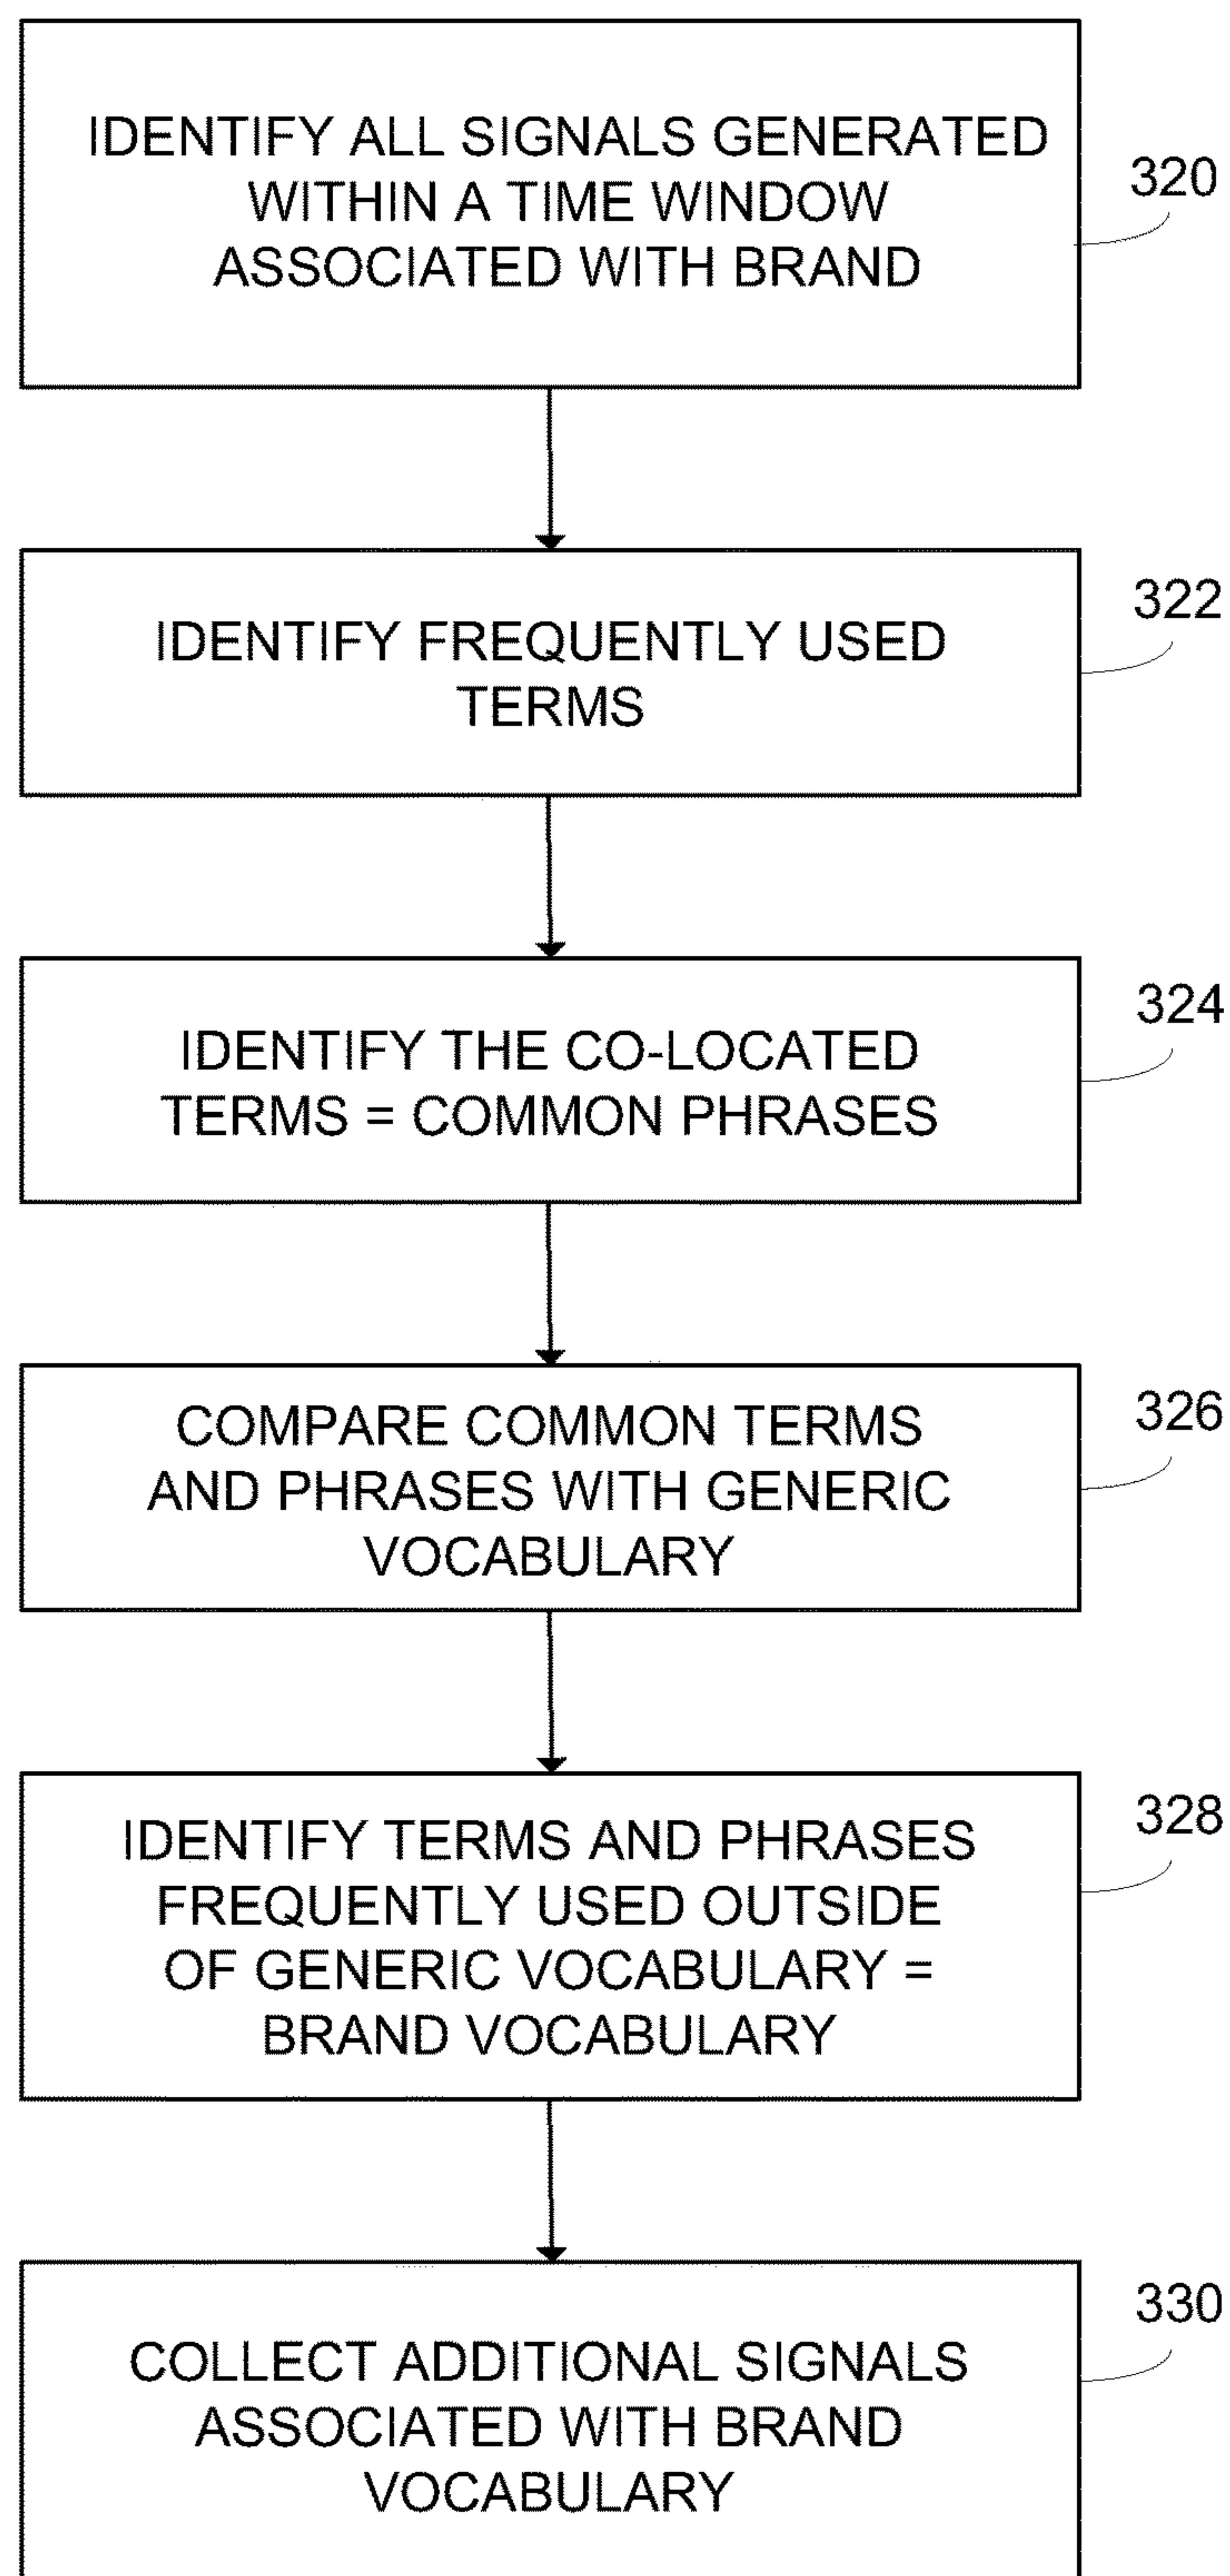 IDENTIFY ALL SIGNALS GENERATED
WITHIN A TIME WINDOW
ASSOCIATED WITH BRAND
320
IDENTIFY FREQUENTLY USED
TERMS
322
IDENTIFY THE CO-LOCATED
TERMS = COMMON PHRASES
324
COMPARE COMMON TERMS
AND PHRASES WITH GENERIC
VOCABULARY
326
IDENTIFY TERMS AND PHRASES
FREQUENTLY USED OUTSIDE
OF GENERIC VOCABULARY =
BRAND VOCABULARY
328
COLLECT ADDITIONAL SIGNALS
ASSOCIATED WITH BRAND
VOCABULARY
330